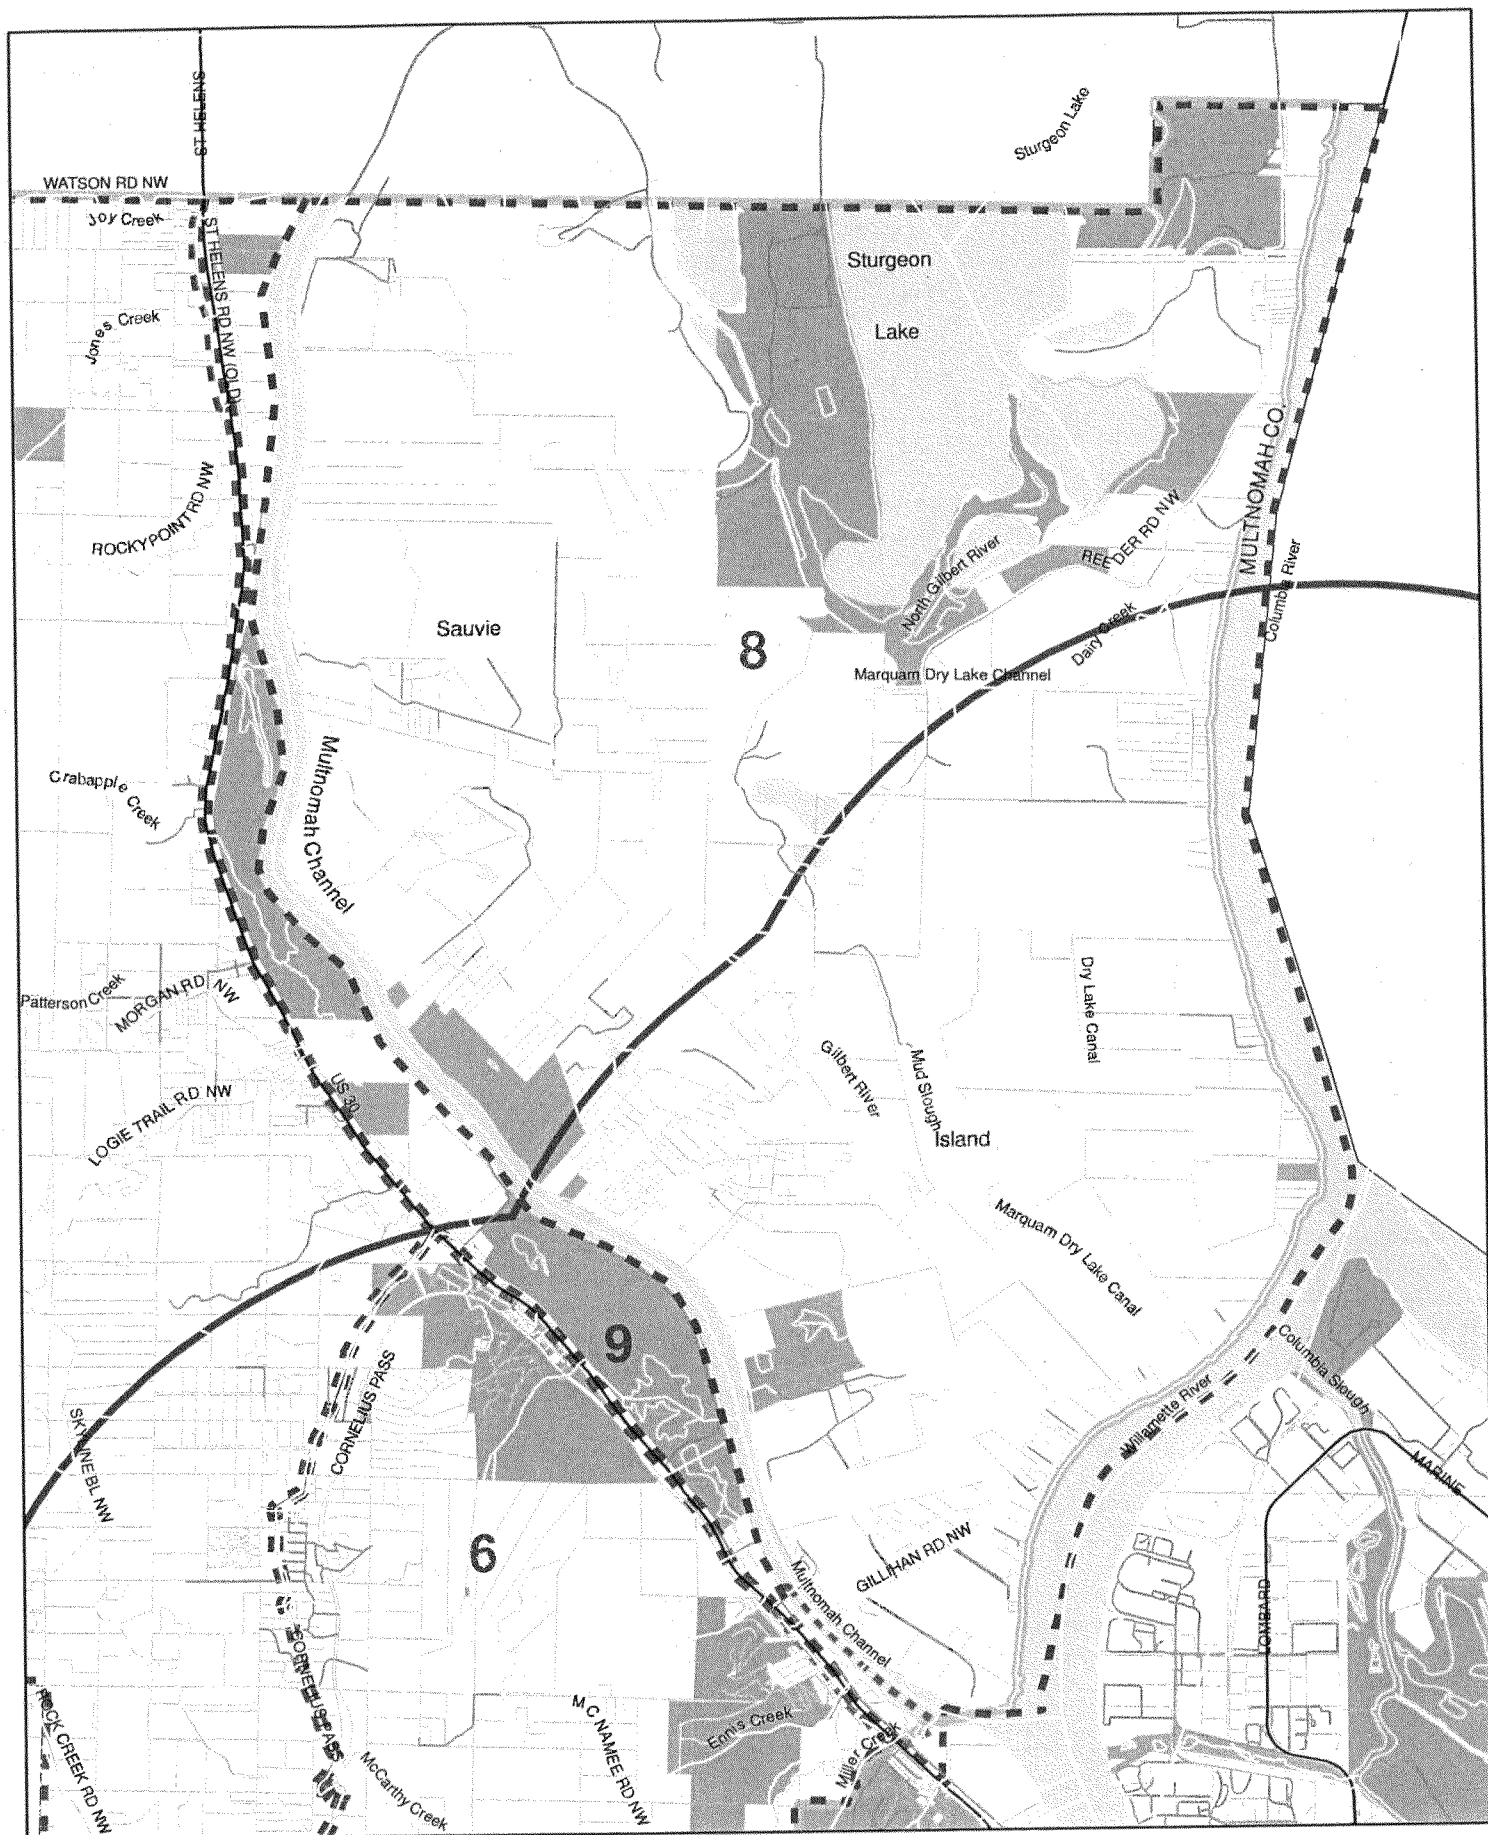 ST HELENS
Sturgeon Lake
WATSON RD NW
Joy Creek
ST HELENS RD NW (OLD)
Sturgeon
Lake
Jones Creek
MULTNOMAH CO.
ROCKYPOINT RD NW
REEDER RD NW
North Gilbert River
Columbia River
Sauvie
8
Dairy Creek
Marquam Dry Lake Channel
Multnomah Channel
Crabapple Creek
Patterson Creek
MORGAN RD NW
Dry Lake Canal
Gilbert River
Mud Slough
US 30
LOGIE TRAIL RD NW
Island
Marquam Dry Lake Canal
9
CORNELIUS PASS
Columbia Slough
Willamette River
SKYLINE BL NW
MARINE
6
GILLIHAN RD NW
Multnomah Channel
LOMBARD
CORNELIUS PASS
ROCK CREEK RD NW
MC NAMEE RD NW
Ennis Creek
Miller Creek
McCarthy Creek